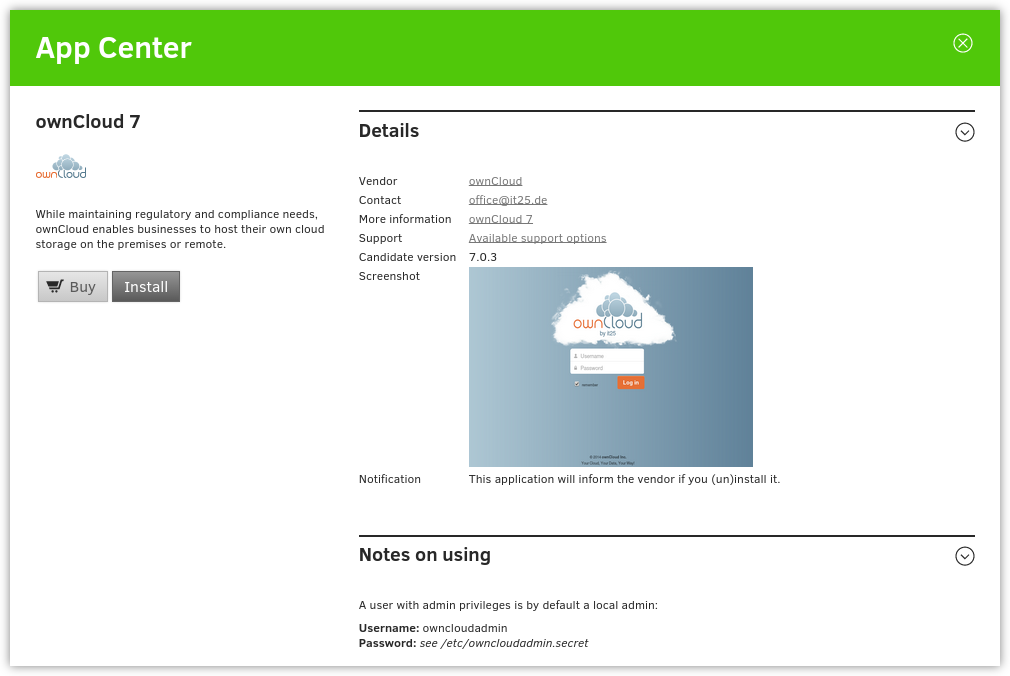 App Center
ownCloud 7
ownCloud
While maintaining regulatory and compliance needs,
ownCloud enables businesses to host their own cloud
storage on the premises or remote.
Buy
Install
Details
Vendor ownCloud
Contact office@it25.de
More information ownCloud 7
Support Available support options
Candidate version 7.0.3
Screenshot
ownCloud
by it25
Username
Password
remember
Log in
© 2014 ownCloud Inc.
Your Cloud, Your Data, Your Way!
Notification This application will inform the vendor if you (un)install it.
Notes on using
A user with admin privileges is by default a local admin:
Username: owncloudadmin
Password: see /etc/owncloudadmin.secret